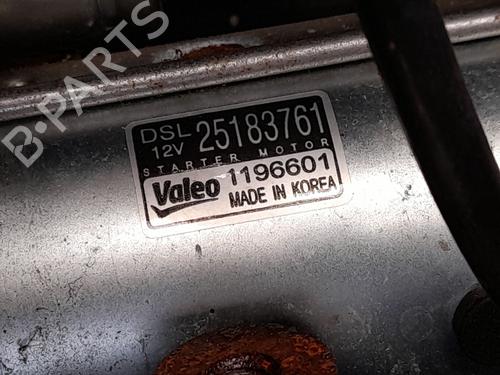 B-PARTS
DSL 12V 25183761
STARTER MOTOR
Valeo 1196601
MADE IN KOREA